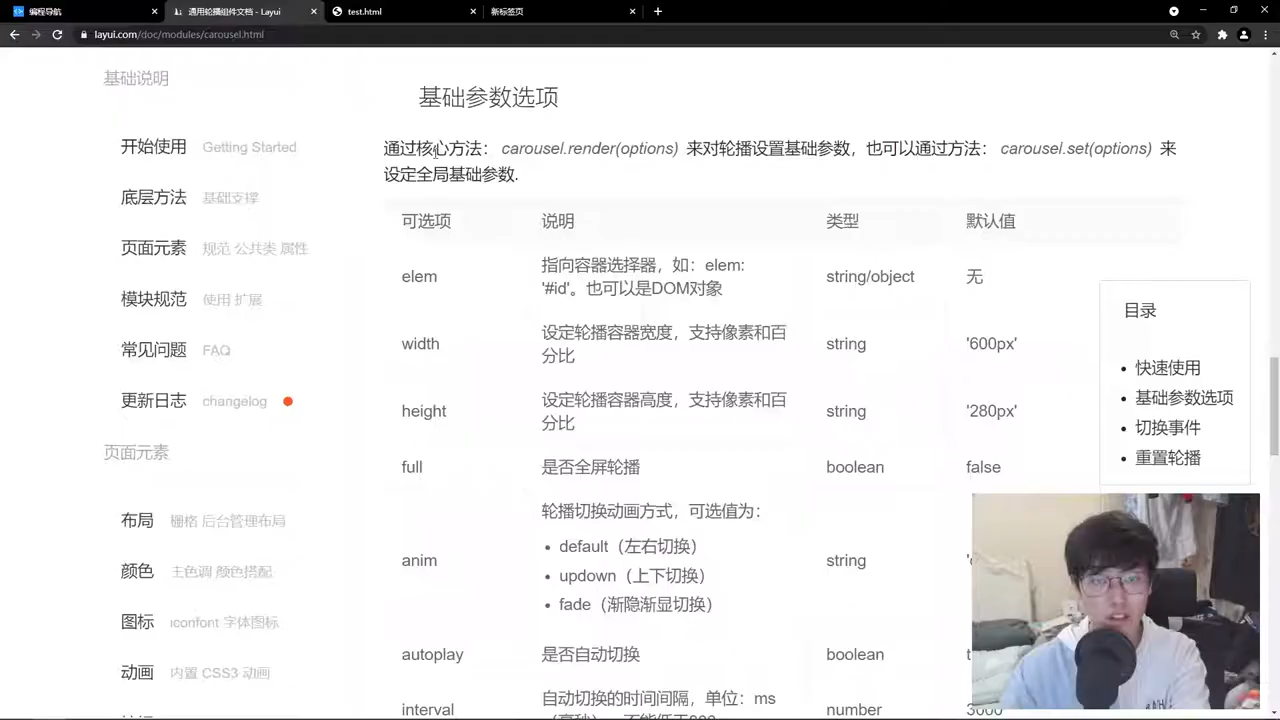 编程导航
通用轮播组件文档 - Layui
test.html
新标签页
layui.com/doc/modules/carousel.html
基础说明
开始使用 Getting Started
底层方法 基础支撑
页面元素 规范 公共类 属性
模块规范 使用 扩展
常见问题 FAQ
更新日志 changelog
页面元素
布局 栅格 后台管理布局
颜色 主色调 颜色搭配
图标 iconfont 字体图标
动画 内置 CSS3 动画
基础参数选项
通过核心方法：carousel.render(options) 来对轮播设置基础参数，也可以通过方法：carousel.set(options) 来
设定全局基础参数.
可选项 说明 类型 默认值
elem 指向容器选择器，如：elem:
'#id'。也可以是DOM对象 string/object 无
width 设定轮播容器宽度，支持像素和百
分比 string '600px'
height 设定轮播容器高度，支持像素和百
分比 string '280px'
full 是否全屏轮播 boolean false
anim 轮播切换动画方式，可选值为：
• default（左右切换）
• updown（上下切换）
• fade（渐隐渐显切换）
string
autoplay 是否自动切换 boolean
interval 自动切换的时间间隔，单位：ms
number 3000
目录
• 快速使用
• 基础参数选项
• 切换事件
• 重置轮播